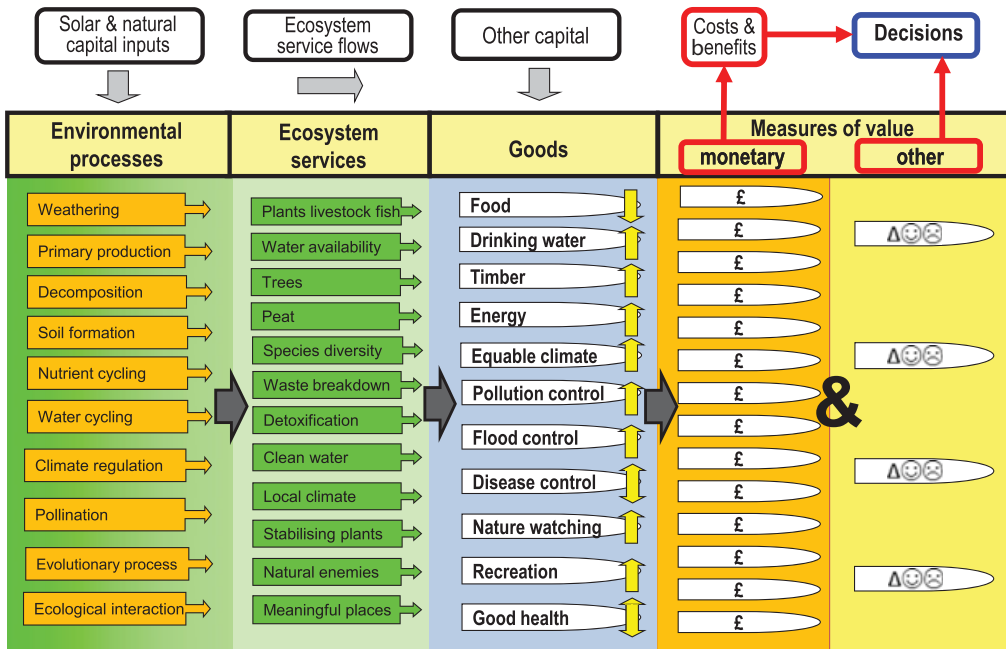 Solar & natural
capital inputs
Ecosystem
service flows
Other capital
Costs &
benefits
Decisions
Environmental
processes
Ecosystem
services
Goods
Measures of value
monetary
other
Weathering
Primary production
Decomposition
Soil formation
Nutrient cycling
Water cycling
Climate regulation
Pollination
Evolutionary process
Ecological interaction
Plants livestock fish
Water availability
Trees
Peat
Species diversity
Waste breakdown
Detoxification
Clean water
Local climate
Stabilising plants
Natural enemies
Meaningful places
Food
Drinking water
Timber
Energy
Equable climate
Pollution control
Flood control
Disease control
Nature watching
Recreation
Good health
£
£
£
£
£
£
£
£
£
£
£
£
£
£
&
Δ☺☹
Δ☺☹
Δ☺☹
Δ☺☹